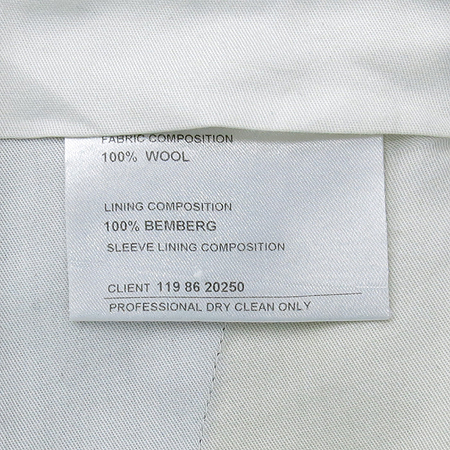 FABRIC COMPOSITION
100% WOOL
LINING COMPOSITION
100% BEMBERG
SLEEVE LINING COMPOSITION
CLIENT 119 86 20250
PROFESSIONAL DRY CLEAN ONLY